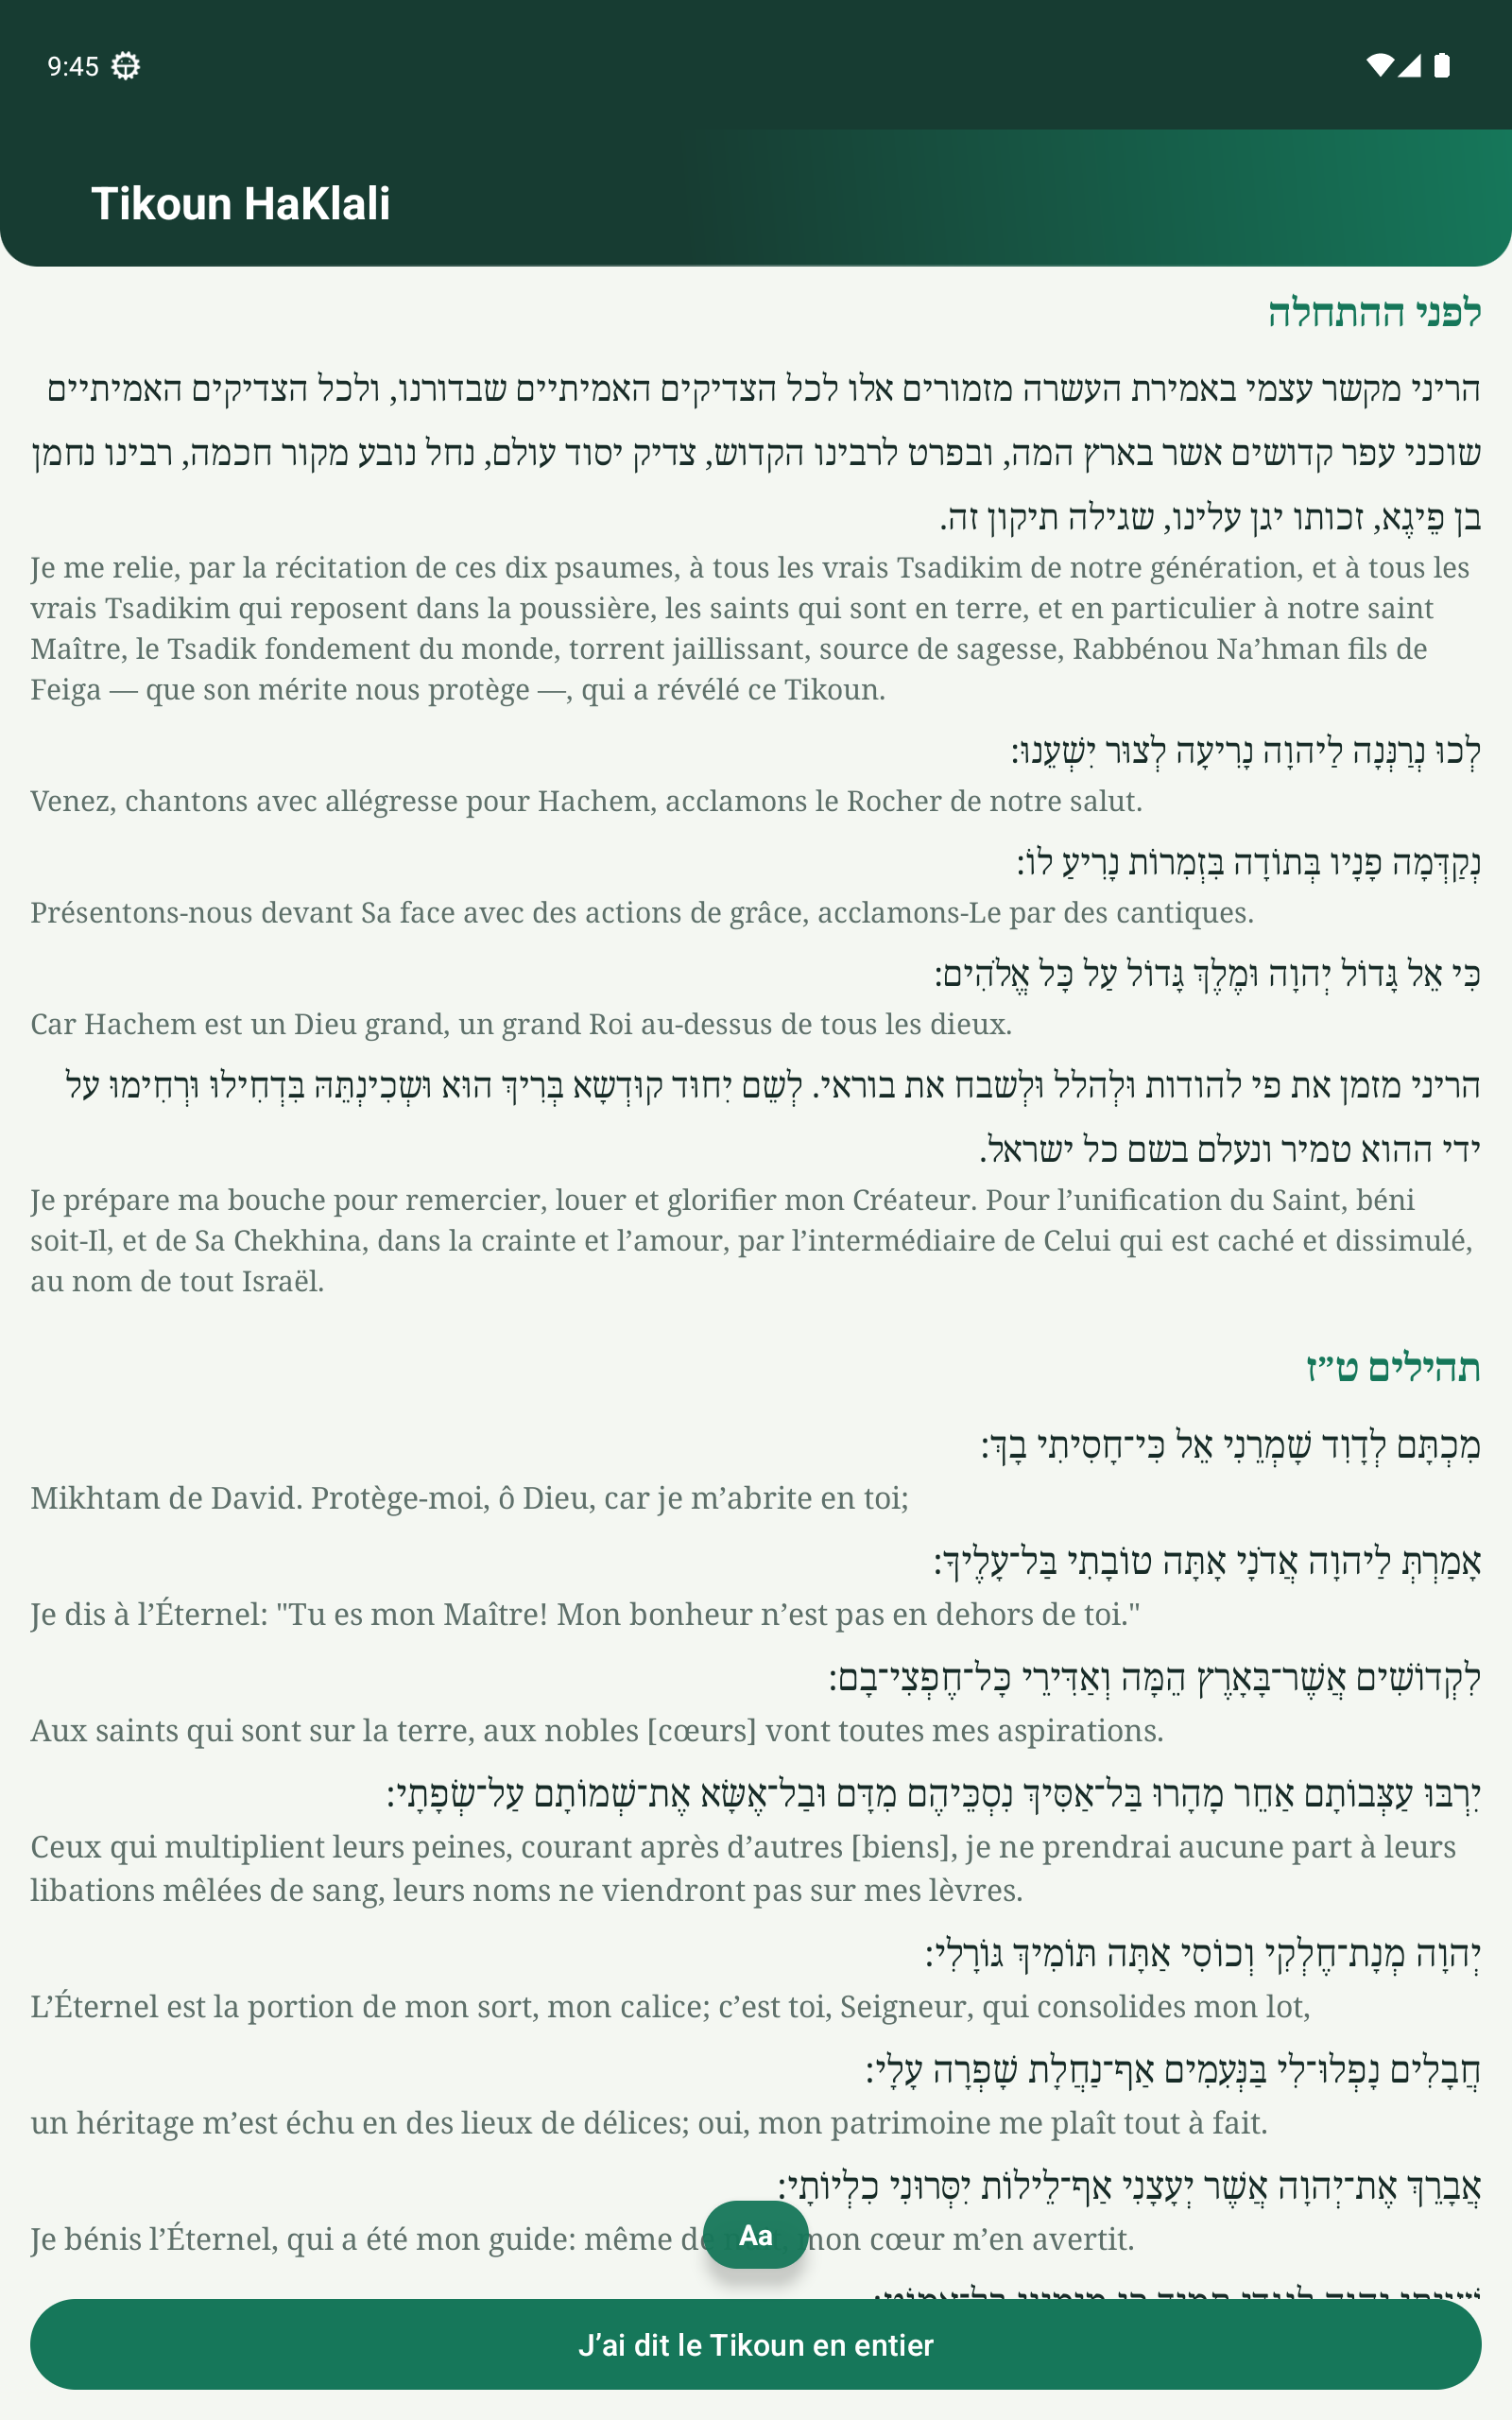 9:45
Tikoun HaKlali
לפני ההתחלה
הריני מקשר עצמי באמירת העשרה מזמורים אלו לכל הצדיקים האמיתיים שבדורנו, ולכל הצדיקים האמיתיים
שוכני עפר קדושים אשר בארץ המה, ובפרט לרבינו הקדוש, צדיק יסוד עולם, נחל נובע מקור חכמה, רבינו נחמן
בן פֵיגֶא, זכותו יגן עלינו, שגילה תיקון זה.
Je me relie, par la récitation de ces dix psaumes, à tous les vrais Tsadikim de notre génération, et à tous les
vrais Tsadikim qui reposent dans la poussière, les saints qui sont en terre, et en particulier à notre saint
Maître, le Tsadik fondement du monde, torrent jaillissant, source de sagesse, Rabbénou Na’hman fils de
Feiga — que son mérite nous protège —, qui a révélé ce Tikoun.
לְכוּ נְרַנְּנָה לַיהוָה נָרִיעָה לְצוּר יִשְׁעֵנוּ:
Venez, chantons avec allégresse pour Hachem, acclamons le Rocher de notre salut.
נְקַדְּמָה פָנָיו בְּתוֹדָה בִּזְמִרוֹת נָרִיעַ לוֹ:
Présentons-nous devant Sa face avec des actions de grâce, acclamons-Le par des cantiques.
כִּי אֵל גָּדוֹל יְהוָה וּמֶלֶךְ גָּדוֹל עַל כָּל אֱלֹהִים:
Car Hachem est un Dieu grand, un grand Roi au-dessus de tous les dieux.
הריני מזמן את פי להודות וּלְהלל וּלְשבח את בוראי. לְשֵׁם יִחוּד קוּדְשָׁא בְּרִיךְ הוּא וּשְׁכִינְתֵּהּ בִּדְחִילוּ וּרְחִימוּ על
ידי ההוא טמיר ונעלם בשם כל ישראל.
Je prépare ma bouche pour remercier, louer et glorifier mon Créateur. Pour l’unification du Saint, béni
soit-Il, et de Sa Chekhina, dans la crainte et l’amour, par l’intermédiaire de Celui qui est caché et dissimulé,
au nom de tout Israël.
תהילים ט”ז
מִכְתָּם לְדָוִד שָׁמְרֵנִי אֵל כִּי־חָסִיתִי בָךְ:
Mikhtam de David. Protège-moi, ô Dieu, car je m’abrite en toi;
אָמַרְתְּ לַיהוָה אֲדֹנָי אָתָּה טוֹבָתִי בַּל־עָלֶיךָ:
Je dis à l’Éternel: "Tu es mon Maître! Mon bonheur n’est pas en dehors de toi."
לִקְדוֹשִׁים אֲשֶׁר־בָּאָרֶץ הֵמָּה וְאַדִּירֵי כָּל־חֶפְצִי־בָם:
Aux saints qui sont sur la terre, aux nobles [cœurs] vont toutes mes aspirations.
יִרְבּוּ עַצְּבוֹתָם אַחֵר מָהָרוּ בַּל־אַסִּיךְ נִסְכֵּיהֶם מִדָּם וּבַל־אֶשָּׂא אֶת־שְׁמוֹתָם עַל־שְׂפָתָי:
Ceux qui multiplient leurs peines, courant après d’autres [biens], je ne prendrai aucune part à leurs
libations mêlées de sang, leurs noms ne viendront pas sur mes lèvres.
יְהוָה מְנָת־חֶלְקִי וְכוֹסִי אַתָּה תּוֹמִיךְ גּוֹרָלִי:
L’Éternel est la portion de mon sort, mon calice; c’est toi, Seigneur, qui consolides mon lot,
חֲבָלִים נָפְלוּ־לִי בַּנְּעִמִים אַף־נַחֲלָת שָׁפְרָה עָלָי:
un héritage m’est échu en des lieux de délices; oui, mon patrimoine me plaît tout à fait.
אֲבָרֵךְ אֶת־יְהוָה אֲשֶׁר יְעָצָנִי אַף־לֵילוֹת יִסְּרוּנִי כִלְיוֹתָי:
Je bénis l’Éternel, qui a été mon guide: même de mon cœur m’en avertit.
Aa
J’ai dit le Tikoun en entier